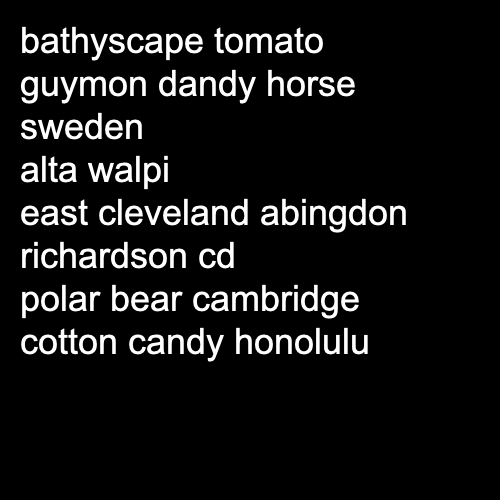 bathyscape tomato
guymon dandy horse
sweden
alta walpi
east cleveland abingdon
richardson cd
polar bear cambridge
cotton candy honolulu